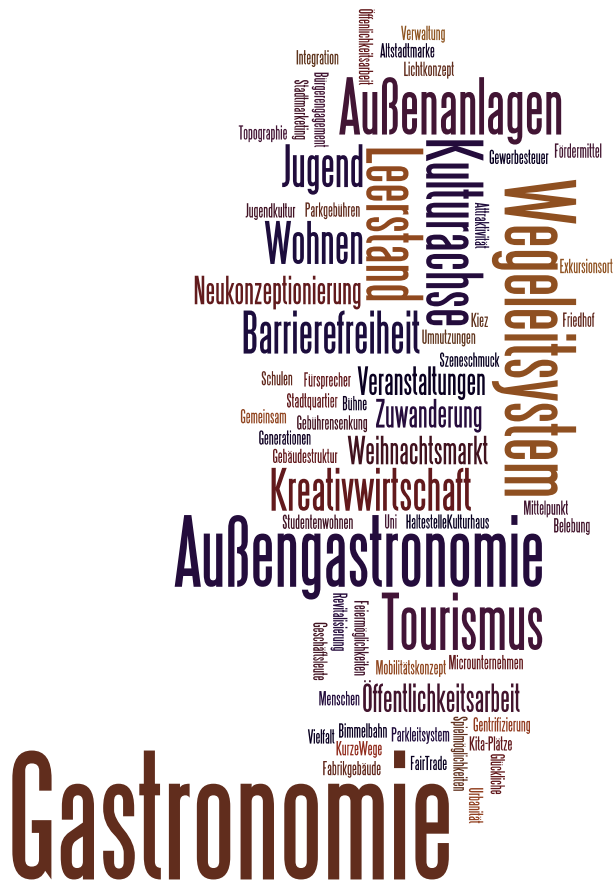 Öffenlichkeitsarbeit
Verwaltung
Altstadtmarke
Integration
Lichtkonzept
Bürgerengagement
Stadtmarketing
Außenanlagen
Topographie
Jugend
Leerstand
Kulturachse
Gewerbesteuer
Fördermittel
Wegeleitsystem
Jugendkultur
Parkgebühren
Attraktivität
Wohnen
Exkursionsort
Neukonzeptionierung
Barrierefreiheit
Kiez
Friedhof
Umnutzungen
Szeneschmuck
Schulen
Fürsprecher
Veranstaltungen
Stadtquartier
Bühne
Zuwanderung
Gemeinsam
Gebührensenkung
Generationen
Weihnachtsmarkt
Gebäudestruktur
Kreativwirtschaft
Mittelpunkt
Studentenwohnen
Uni
HaltestelleKulturhaus
Belebung
Außengastronomie
Revitalisierung
Feiermöglichkeiten
Tourismus
Geschäftsleute
Mobilitätskonzept
Microunternehmen
Menschen
Öffentlichkeitsarbeit
Spielmöglichkeiten
Gentrifizierung
Vielfalt
Bimmelbahn
Parkleitsystem
Kita-Plätze
KurzeWege
Fabrikgebäude
FairTrade
Glückliche
Urbanität
Gastronomie